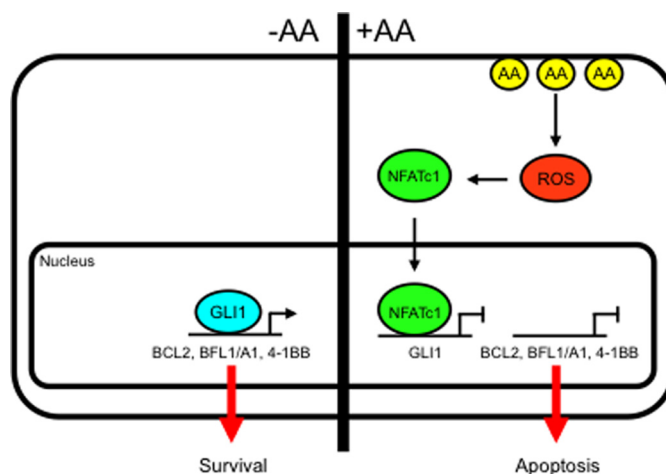 -AA +AA
AA AA AA
NFATc1 ROS
Nucleus
GLI1 NFATc1
BCL2, BFL1/A1, 4-1BB GLI1 BCL2, BFL1/A1, 4-1BB
Survival Apoptosis